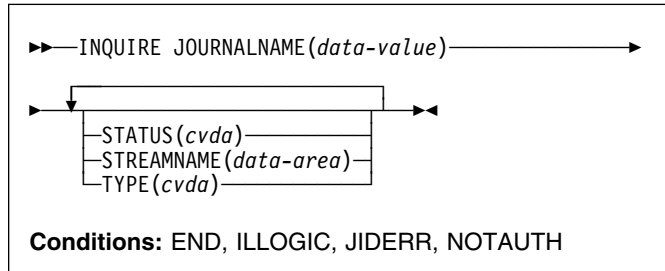 INQUIRE JOURNALNAME(data-value)
STATUS(cvda)
STREAMNAME(data-area)
TYPE(cvda)
Conditions: END, ILLOGIC, JIDERR, NOTAUTH